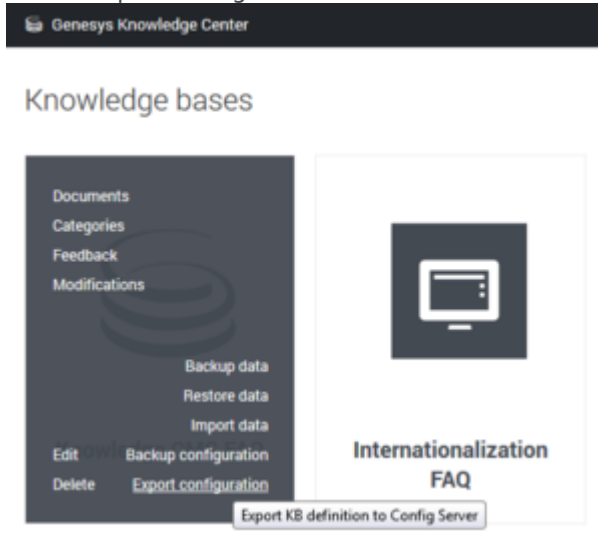 Genesys Knowledge Center
Knowledge bases
Documents
Categories
Feedback
Modifications
Backup data
Restore data
Import data
Edit Backup configuration
Delete Export configuration
Export KB definition to Config Server
Internationalization
FAQ